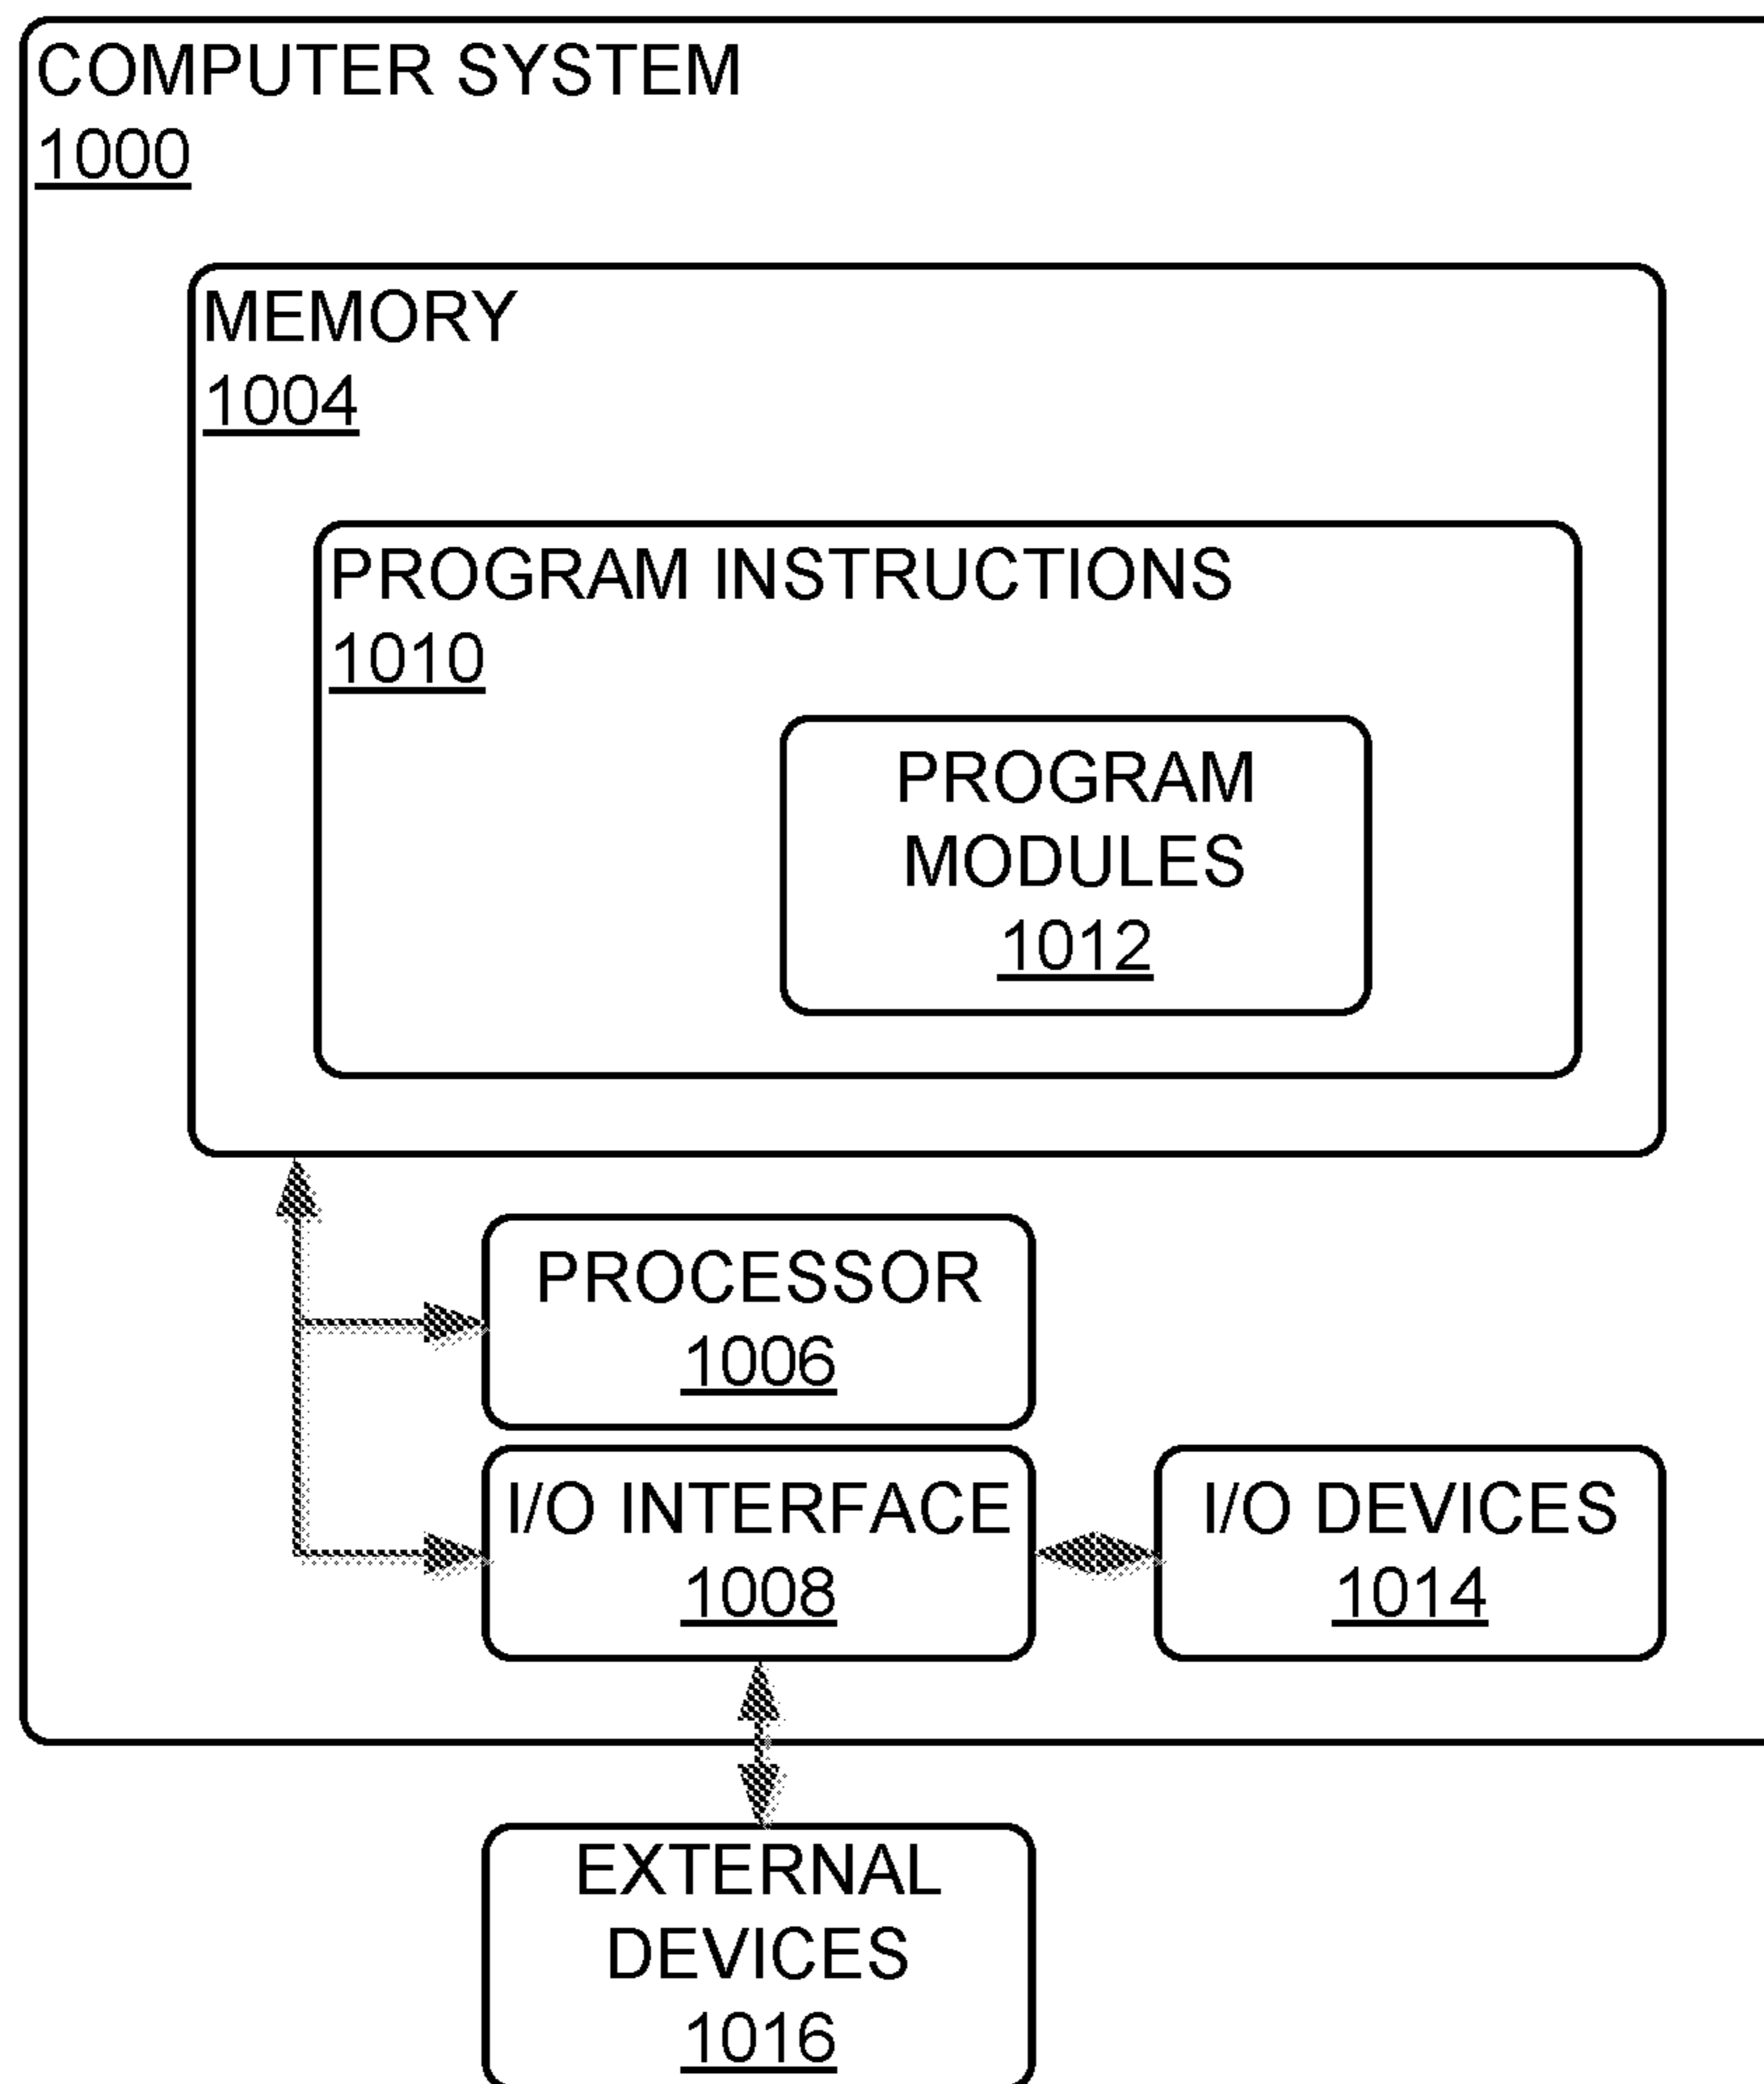 COMPUTER SYSTEM
1000
MEMORY
1004
PROGRAM INSTRUCTIONS
1010
PROGRAM
MODULES
1012
PROCESSOR
1006
I/O INTERFACE
1008
I/O DEVICES
1014
EXTERNAL
DEVICES
1016